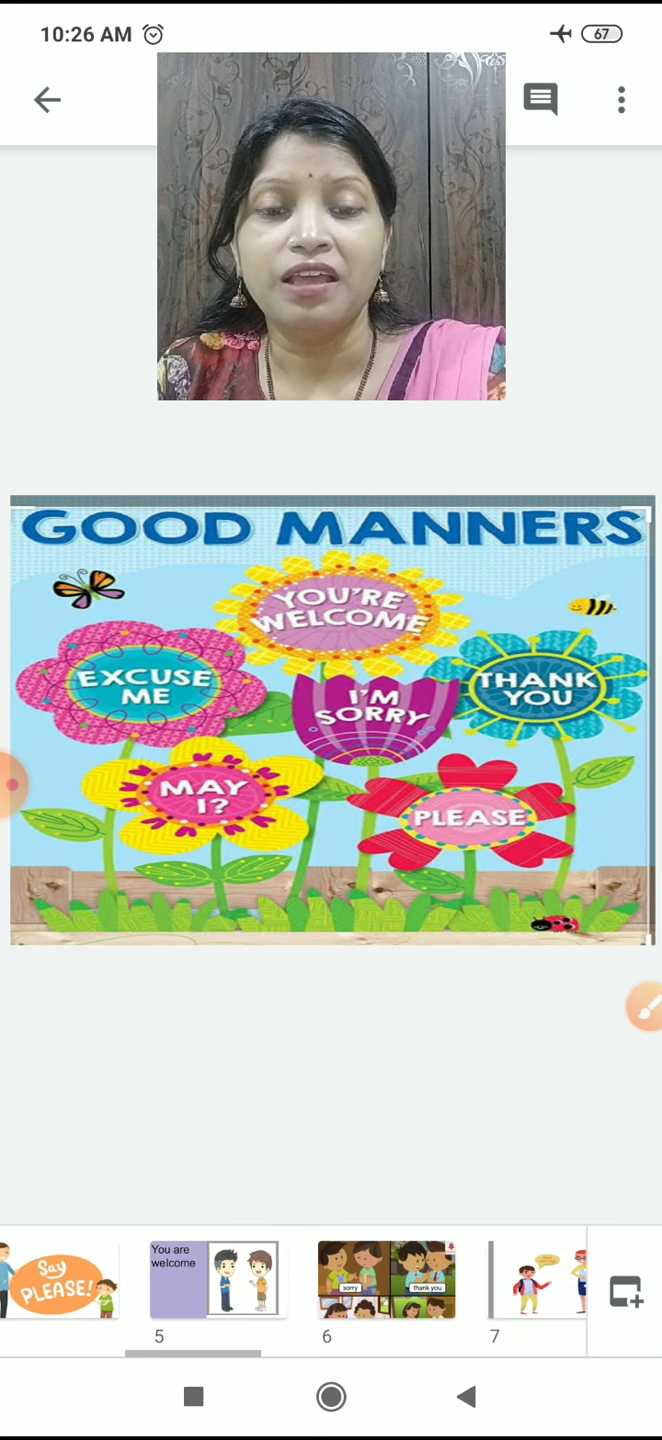 10:26 AM
67
GOOD MANNERS
YOU'RE
WELCOME
EXCUSE
ME
I'M
SORRY
THANK
YOU
MAY
I?
PLEASE
Say
PLEASE!
You are
welcome
sorry
thank you
5
6
7